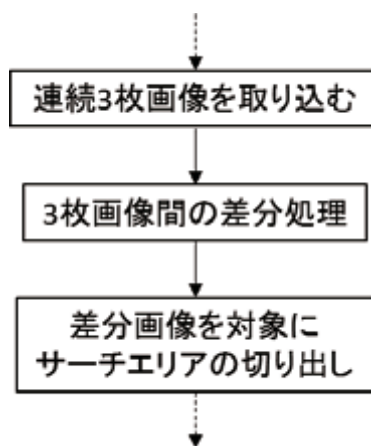 連続3枚画像を取り込む
3枚画像間の差分処理
差分画像を対象に
サーチエリアの切り出し